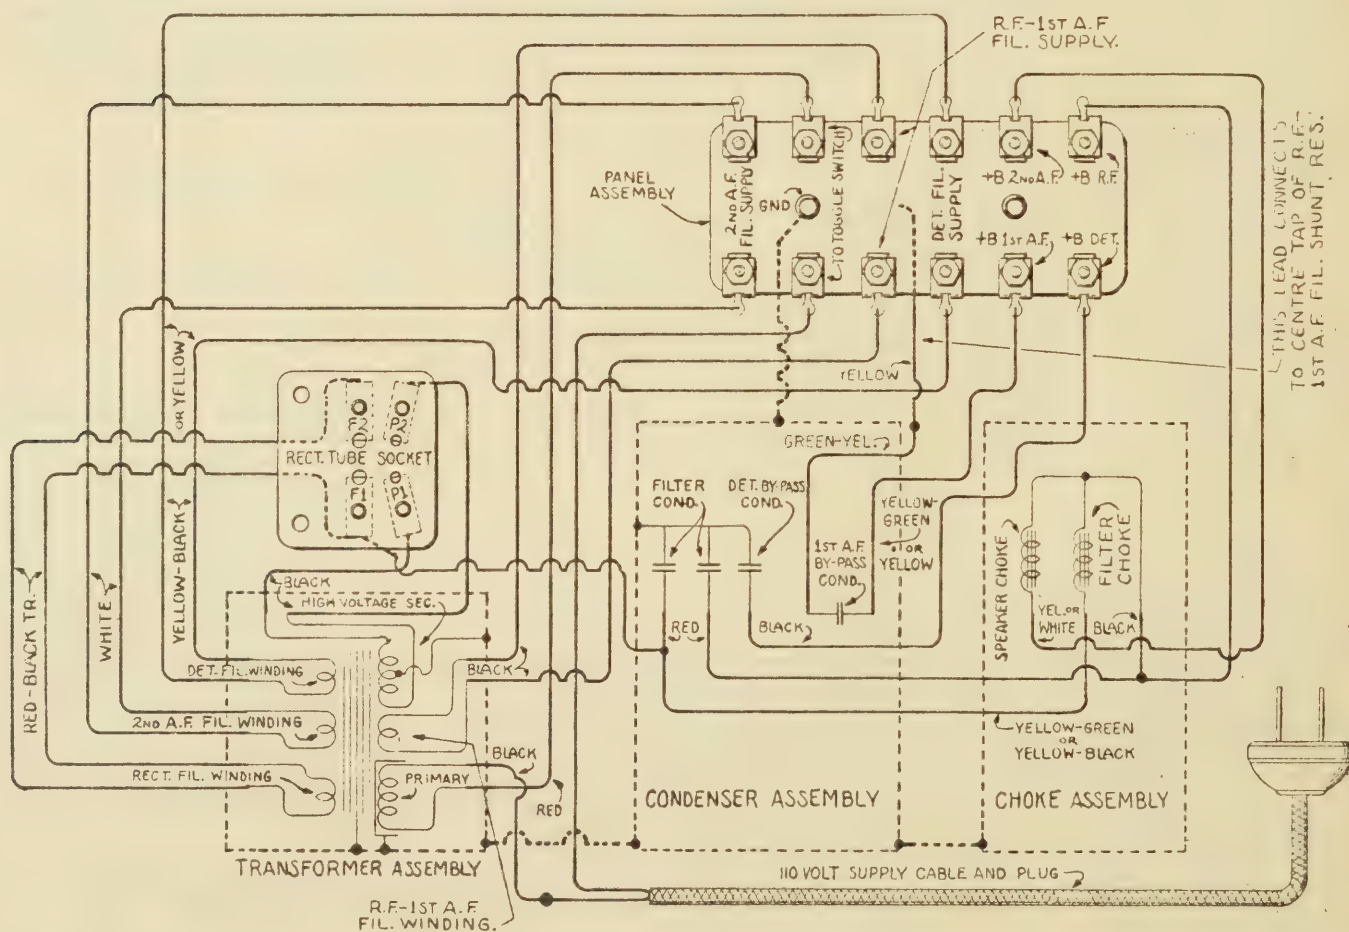 R.F.-1ST A.F.
FIL. SUPPLY.
THIS LEAD CONNECTS
TO CENTRE TAP OF R.F.-
1ST A.F. FIL. SHUNT RES.
PANEL
ASSEMBLY
2ND A.F.
FIL. SUPPLY
GND
TO TOGGLE SWITCH
DET. FIL.
SUPPLY
+B 2ND A.F.
+B R.F.
+B 1ST A.F.
+B DET.
OR YELLOW
YELLOW
F2
P2
RECT. TUBE SOCKET
F1
P1
GREEN-YEL.
FILTER
COND.
DET. BY-PASS
COND.
YELLOW-
GREEN
OR
YELLOW
1ST A.F.
BY-PASS
COND.
SPEAKER CHOKE
FILTER
CHOKE
RED-BLACK TR.
WHITE
YELLOW-BLACK
BLACK
HIGH VOLTAGE SEC.
RED
BLACK
YEL. OR
WHITE
BLACK
DET. FIL. WINDING
BLACK
2ND A.F. FIL. WINDING
BLACK
YELLOW-GREEN
OR
YELLOW-BLACK
RECT. FIL. WINDING
PRIMARY
RED
CONDENSER ASSEMBLY
CHOKE ASSEMBLY
TRANSFORMER ASSEMBLY
110 VOLT SUPPLY CABLE AND PLUG
R.F.-1ST A.F.
FIL. WINDING.